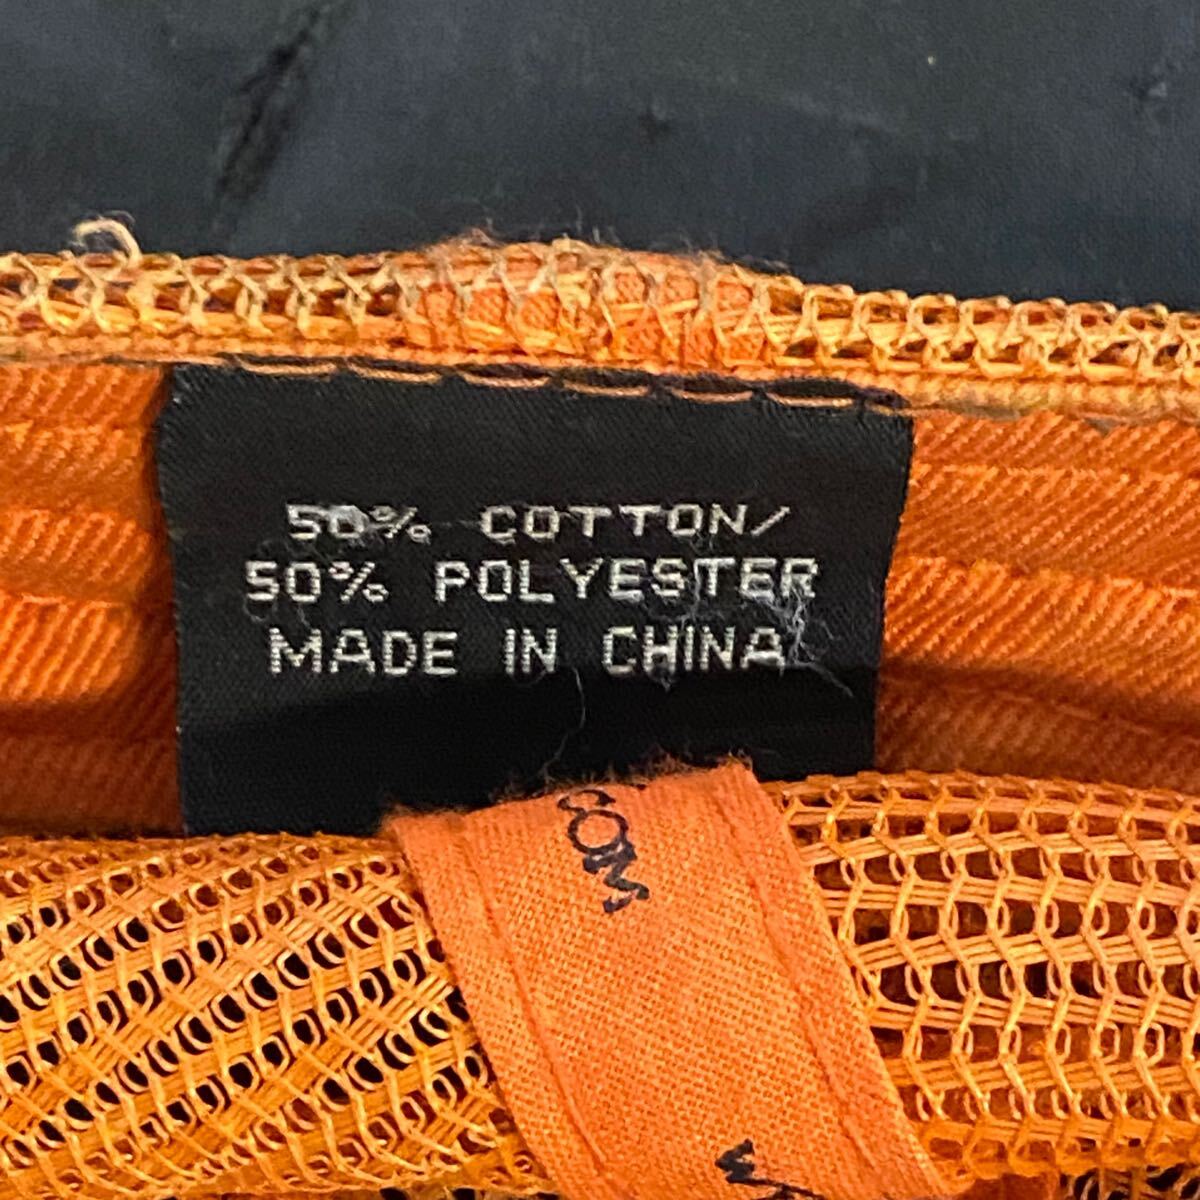 50% COTTON/
50% POLYESTER
MADE IN CHINA